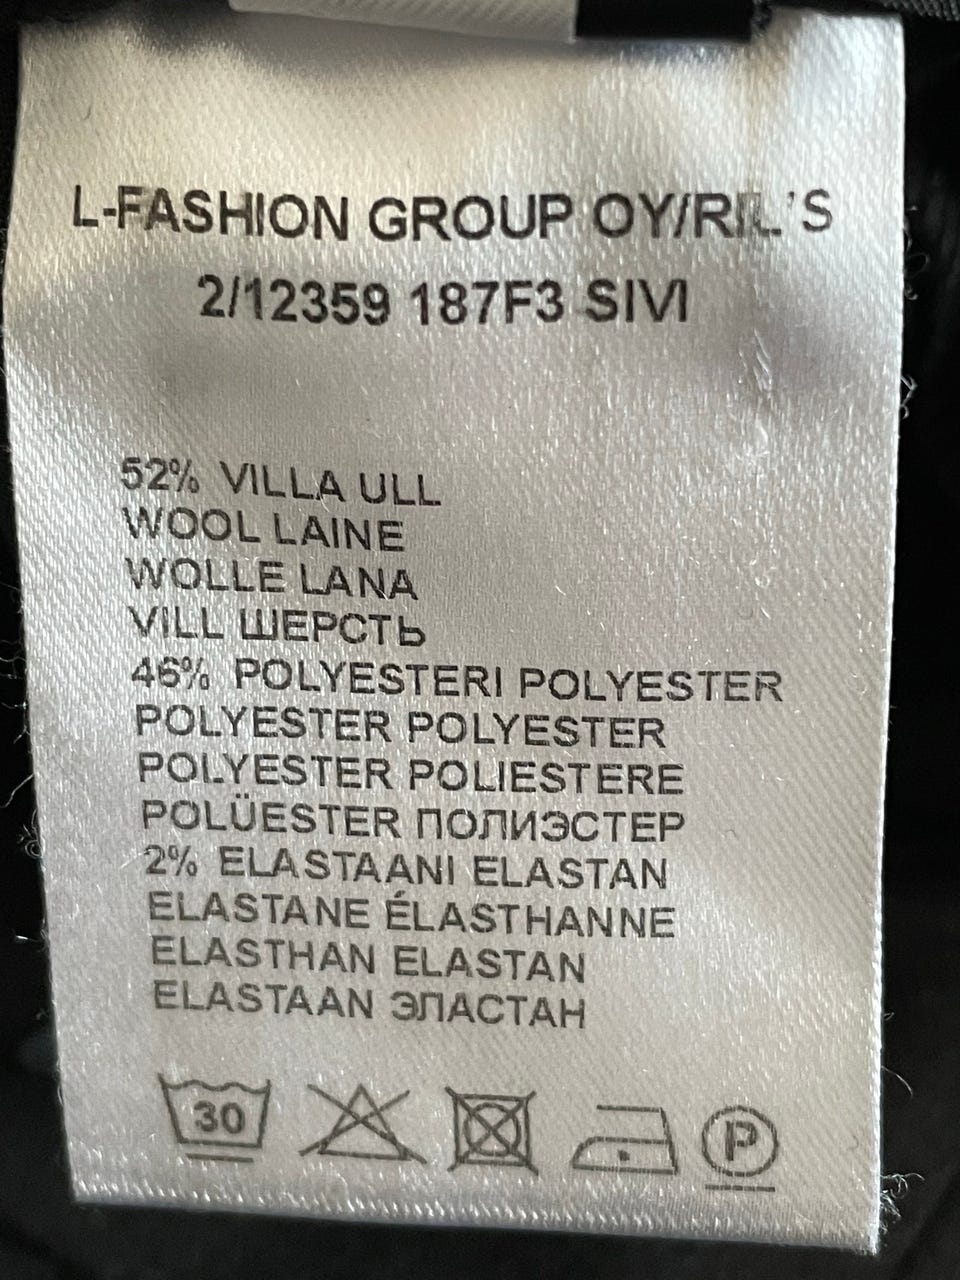 L-FASHION GROUP OY/RIL'S
2/12359 187F3 SIVI
52% VILLA ULL
WOOL LAINE
WOLLE LANA
VILL ШЕРСТЬ
46% POLYESTERI POLYESTER
POLYESTER POLYESTER
POLYESTER POLIESTERE
POLÜESTER ПОЛИЭСТЕР
2% ELASTAANI ELASTAN
ELASTANE ÉLASTHANNE
ELASTHAN ELASTAN
ELASTAAN ЭЛАСТАН
30 P